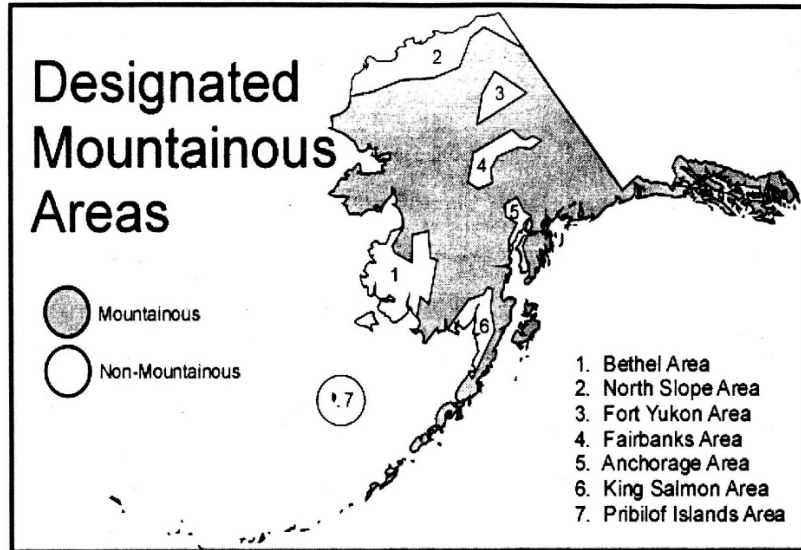 Designated
Mountainous
Areas
Mountainous
Non-Mountainous
1
2
3
4
5
6
7
1. Bethel Area
2. North Slope Area
3. Fort Yukon Area
4. Fairbanks Area
5. Anchorage Area
6. King Salmon Area
7. Pribilof Islands Area